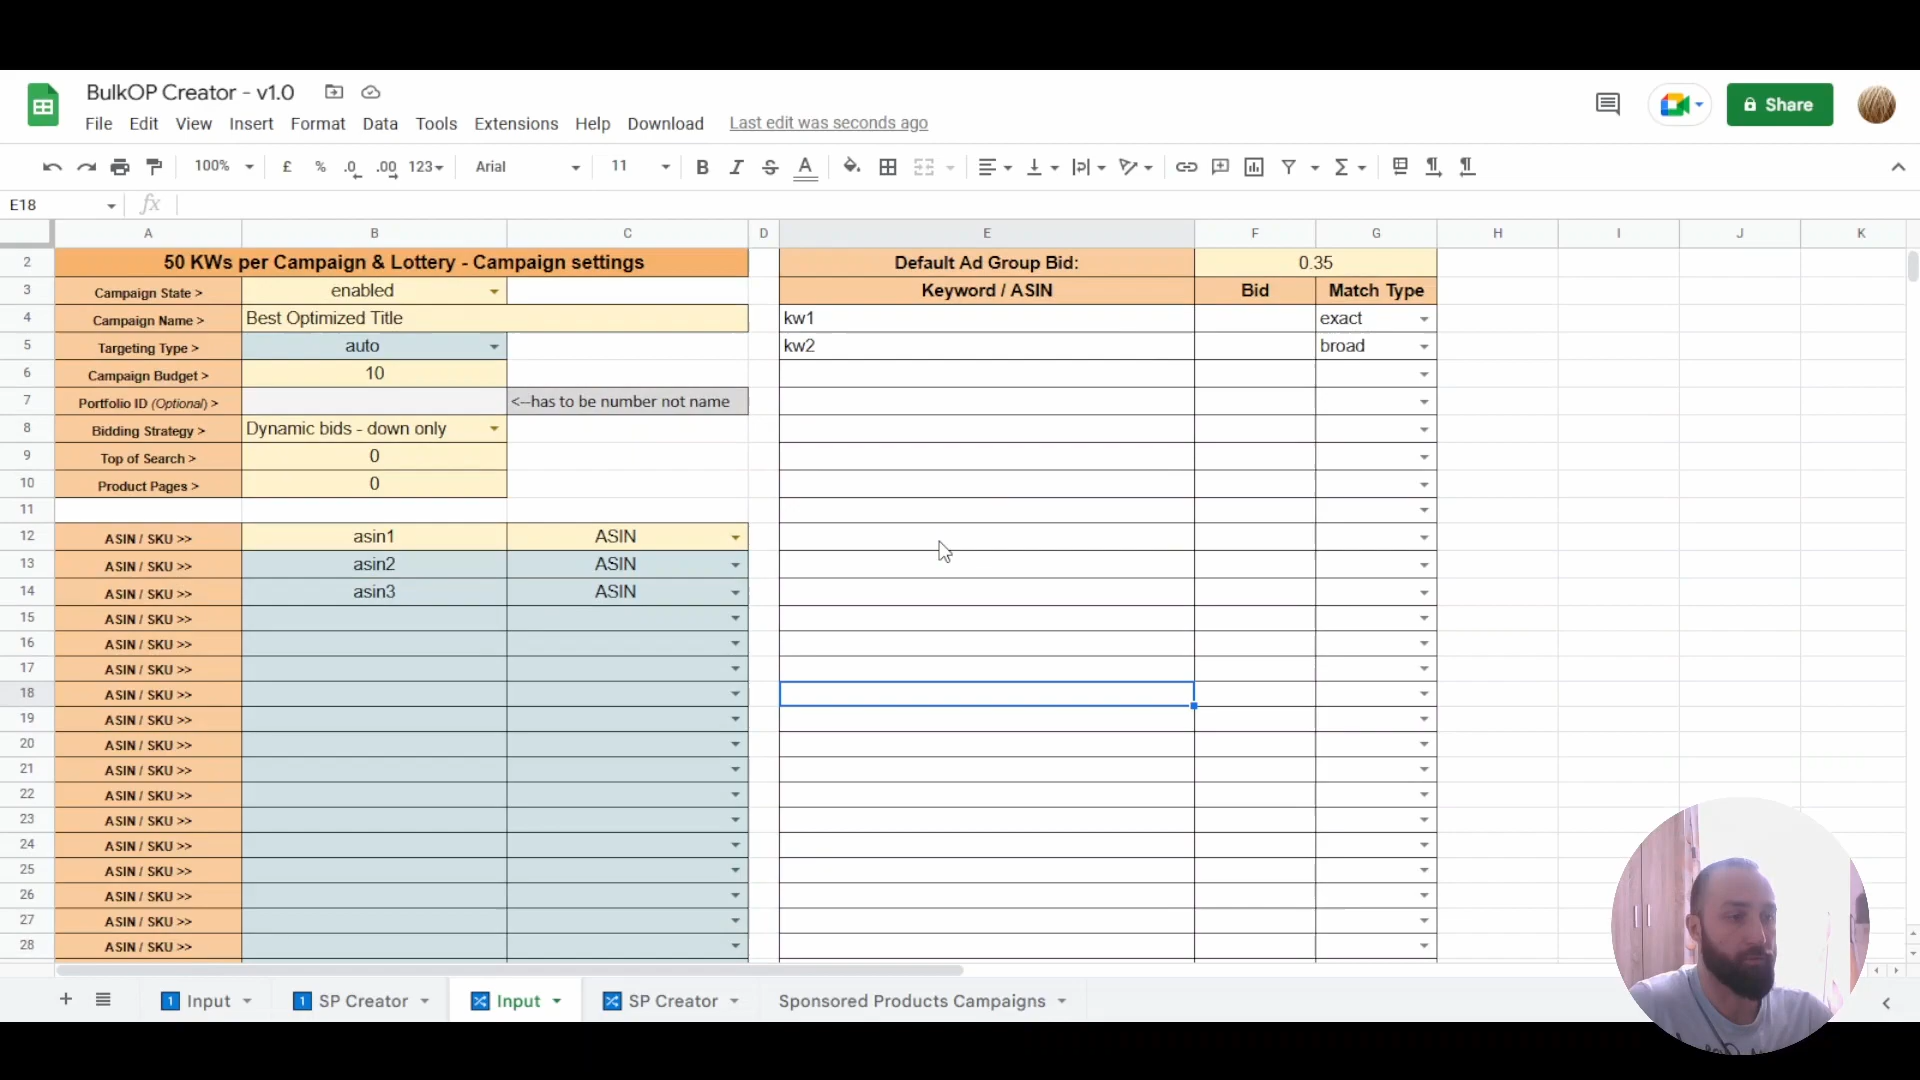 BulkOP Creator - v1.0
File Edit View Insert Format Data Tools Extensions Help Download Last edit was seconds ago
Share
100% £ % .0 .00 123 Arial 11 B I S A
E18 fx
A B C D E F G H I J K
2 50 KWs per Campaign & Lottery - Campaign settings Default Ad Group Bid: 0.35
3 Campaign State > enabled Keyword / ASIN Bid Match Type
4 Campaign Name > Best Optimized Title kw1 exact
5 Targeting Type > auto kw2 broad
6 Campaign Budget > 10
7 Portfolio ID (Optional) > <--has to be number not name
8 Bidding Strategy > Dynamic bids - down only
9 Top of Search > 0
10 Product Pages > 0
11
12 ASIN / SKU >> asin1 ASIN
13 ASIN / SKU >> asin2 ASIN
14 ASIN / SKU >> asin3 ASIN
15 ASIN / SKU >>
16 ASIN / SKU >>
17 ASIN / SKU >>
18 ASIN / SKU >>
19 ASIN / SKU >>
20 ASIN / SKU >>
21 ASIN / SKU >>
22 ASIN / SKU >>
23 ASIN / SKU >>
24 ASIN / SKU >>
25 ASIN / SKU >>
26 ASIN / SKU >>
27 ASIN / SKU >>
28 ASIN / SKU >>
1 Input 1 SP Creator Input SP Creator Sponsored Products Campaigns